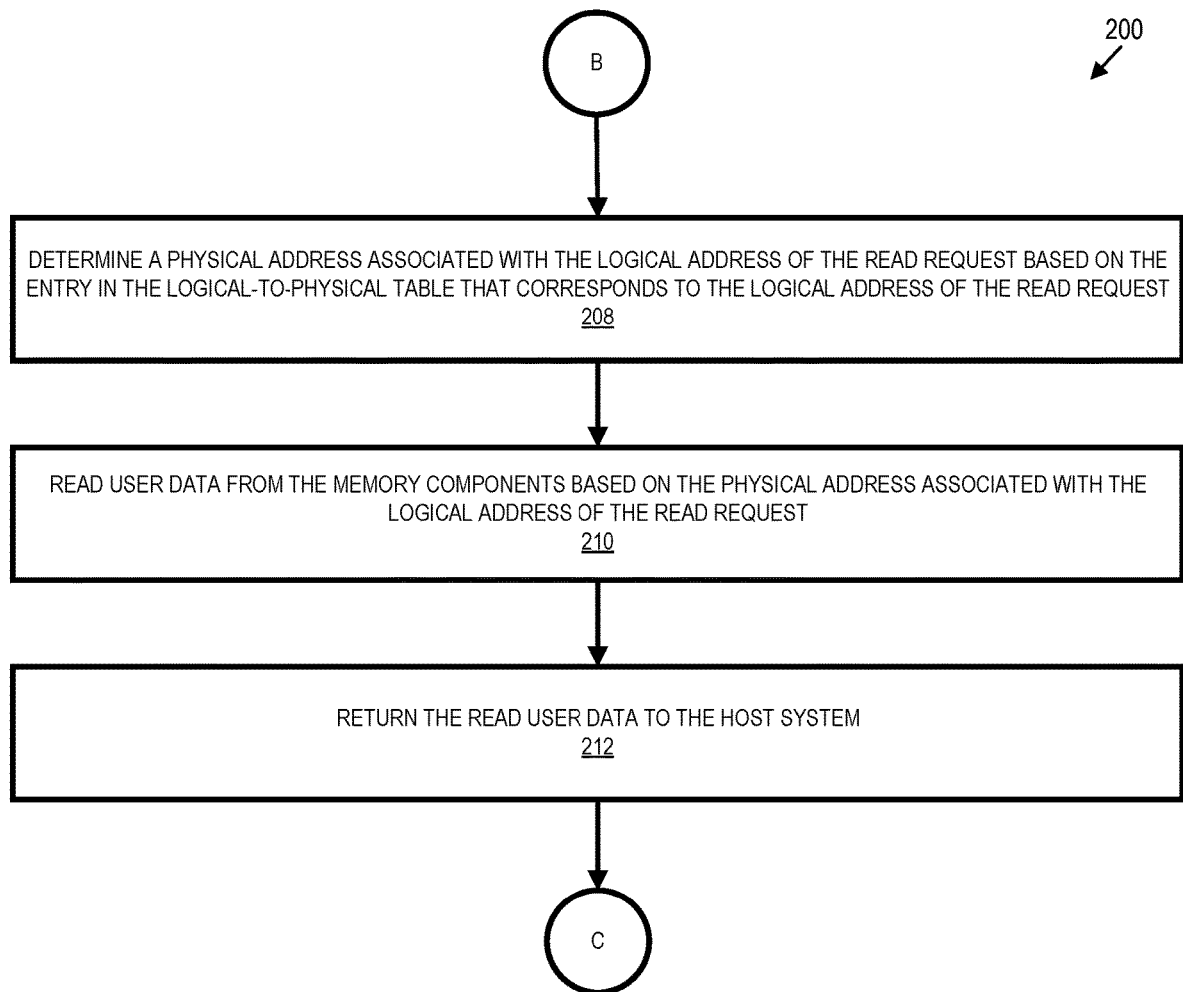 200
B
DETERMINE A PHYSICAL ADDRESS ASSOCIATED WITH THE LOGICAL ADDRESS OF THE READ REQUEST BASED ON THE
ENTRY IN THE LOGICAL-TO-PHYSICAL TABLE THAT CORRESPONDS TO THE LOGICAL ADDRESS OF THE READ REQUEST
208
READ USER DATA FROM THE MEMORY COMPONENTS BASED ON THE PHYSICAL ADDRESS ASSOCIATED WITH THE
LOGICAL ADDRESS OF THE READ REQUEST
210
RETURN THE READ USER DATA TO THE HOST SYSTEM
212
C